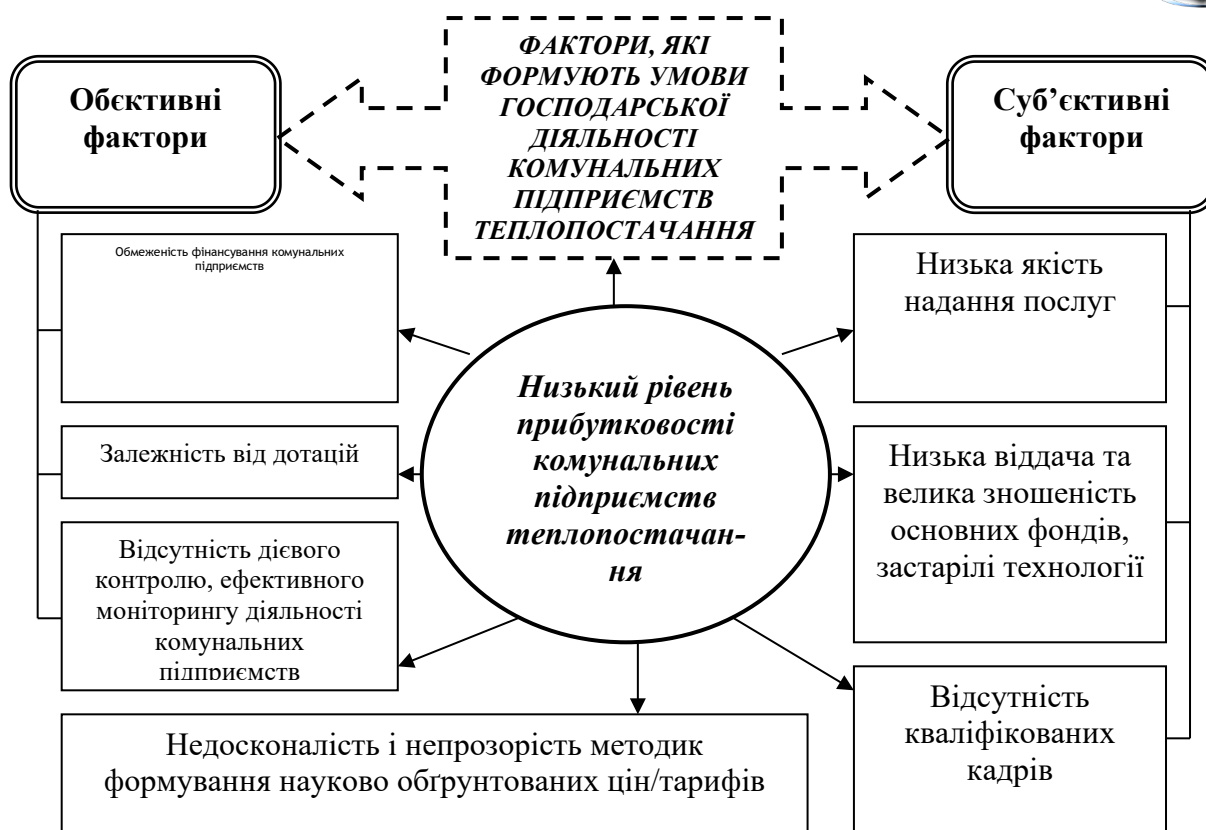 ФАКТОРИ, ЯКІ
ФОРМУЮТЬ УМОВИ
ГОСПОДАРСЬКОЇ
ДІЯЛЬНОСТІ
КОМУНАЛЬНИХ
ПІДПРИЄМСТВ
ТЕПЛОПОСТАЧАННЯ
Обєктивні
фактори
Суб’єктивні
фактори
Обмеженість фінансування комунальних
підприємств
Залежність від дотацій
Відсутність дієвого
контролю, ефективного
моніторингу діяльності
комунальних
підприємств
Низький рівень
прибутковості
комунальних
підприємств
теплопостачан-
ня
Низька якість
надання послуг
Низька віддача та
велика зношеність
основних фондів,
застарілі технології
Відсутність
кваліфікованих
кадрів
Недосконалість і непрозорість методик
формування науково обґрунтованих цін/тарифів